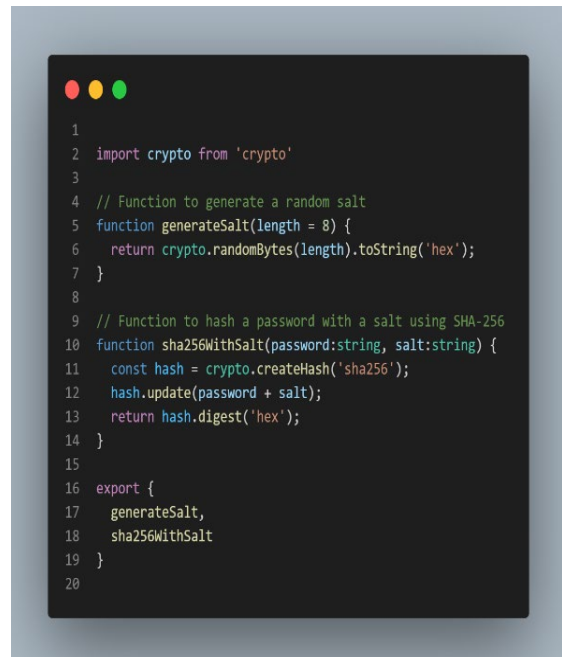 1
2 import crypto from 'crypto'
3
4 // Function to generate a random salt
5 function generateSalt(length = 8) {
6   return crypto.randomBytes(length).toString('hex');
7 }
8
9 // Function to hash a password with a salt using SHA-256
10 function sha256WithSalt(password:string, salt:string) {
11   const hash = crypto.createHash('sha256');
12   hash.update(password + salt);
13   return hash.digest('hex');
14 }
15
16 export {
17   generateSalt,
18   sha256WithSalt
19 }
20